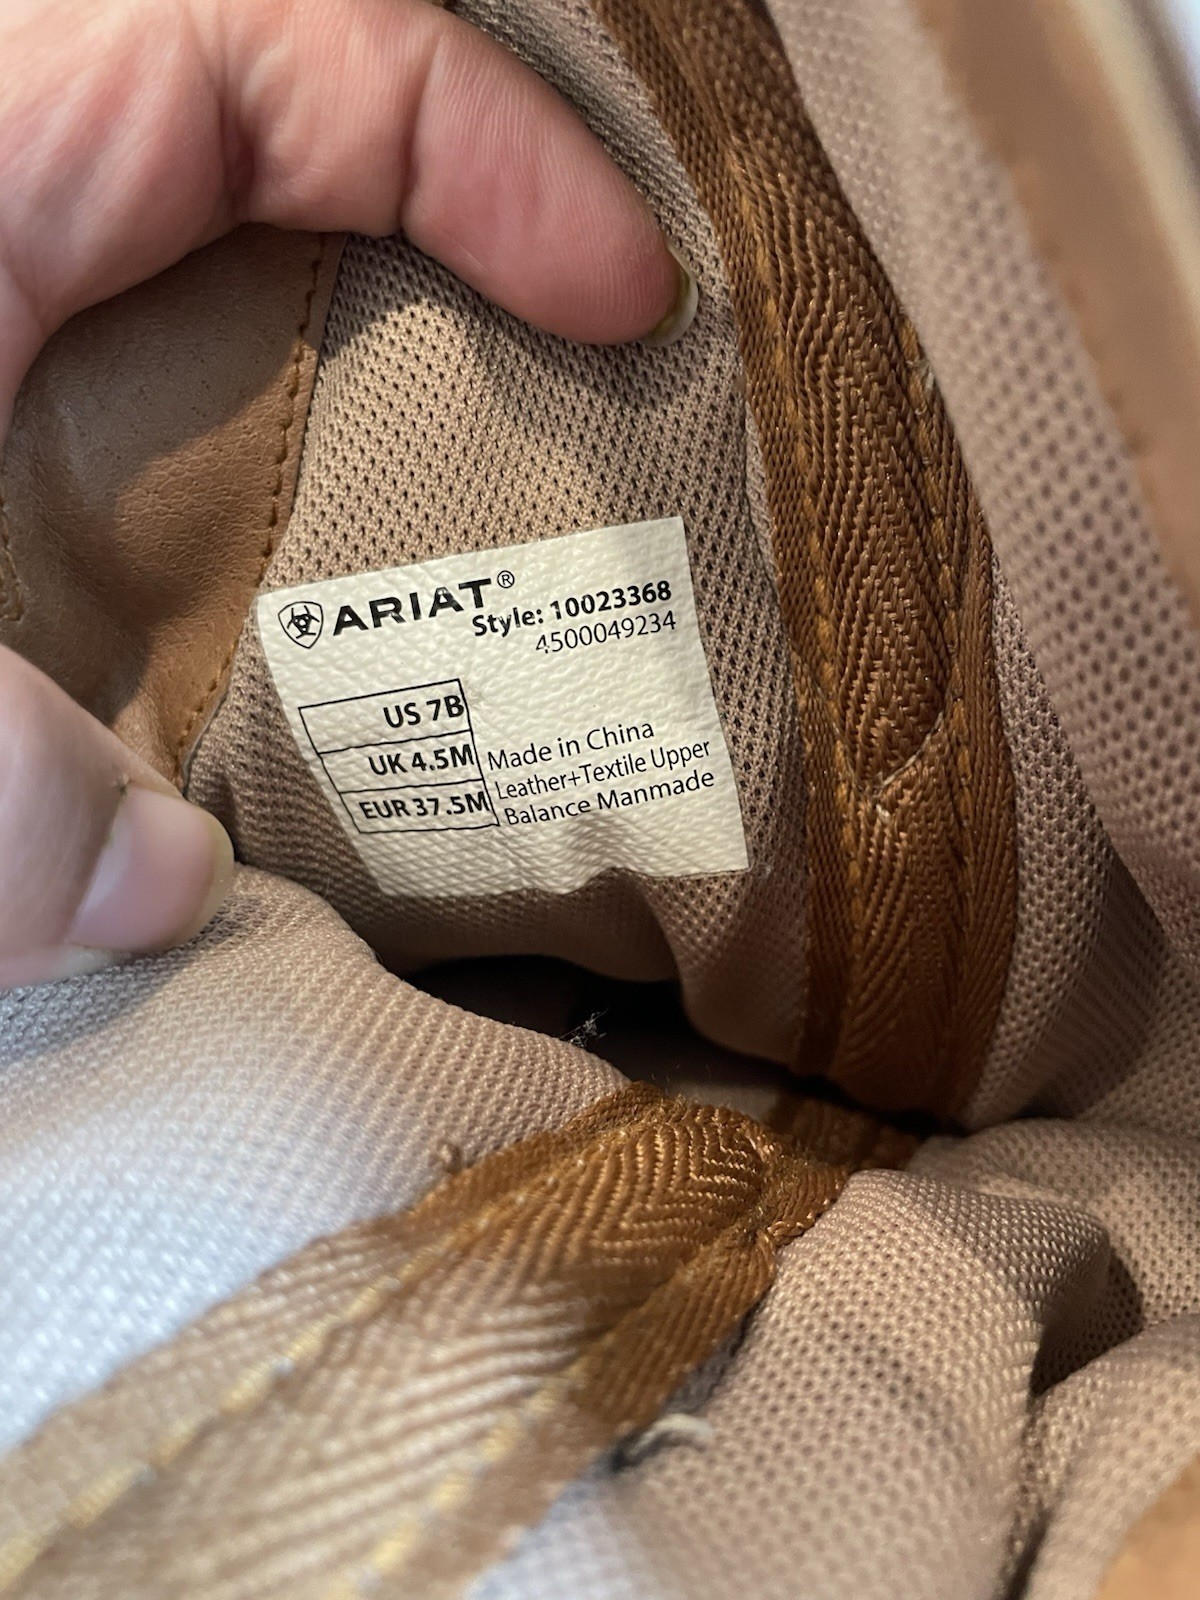 ARIAT®
Style: 10023368
4500049234
US 7B
UK 4.5M
EUR 37.5M
Made in China
Leather+Textile Upper
Balance Manmade